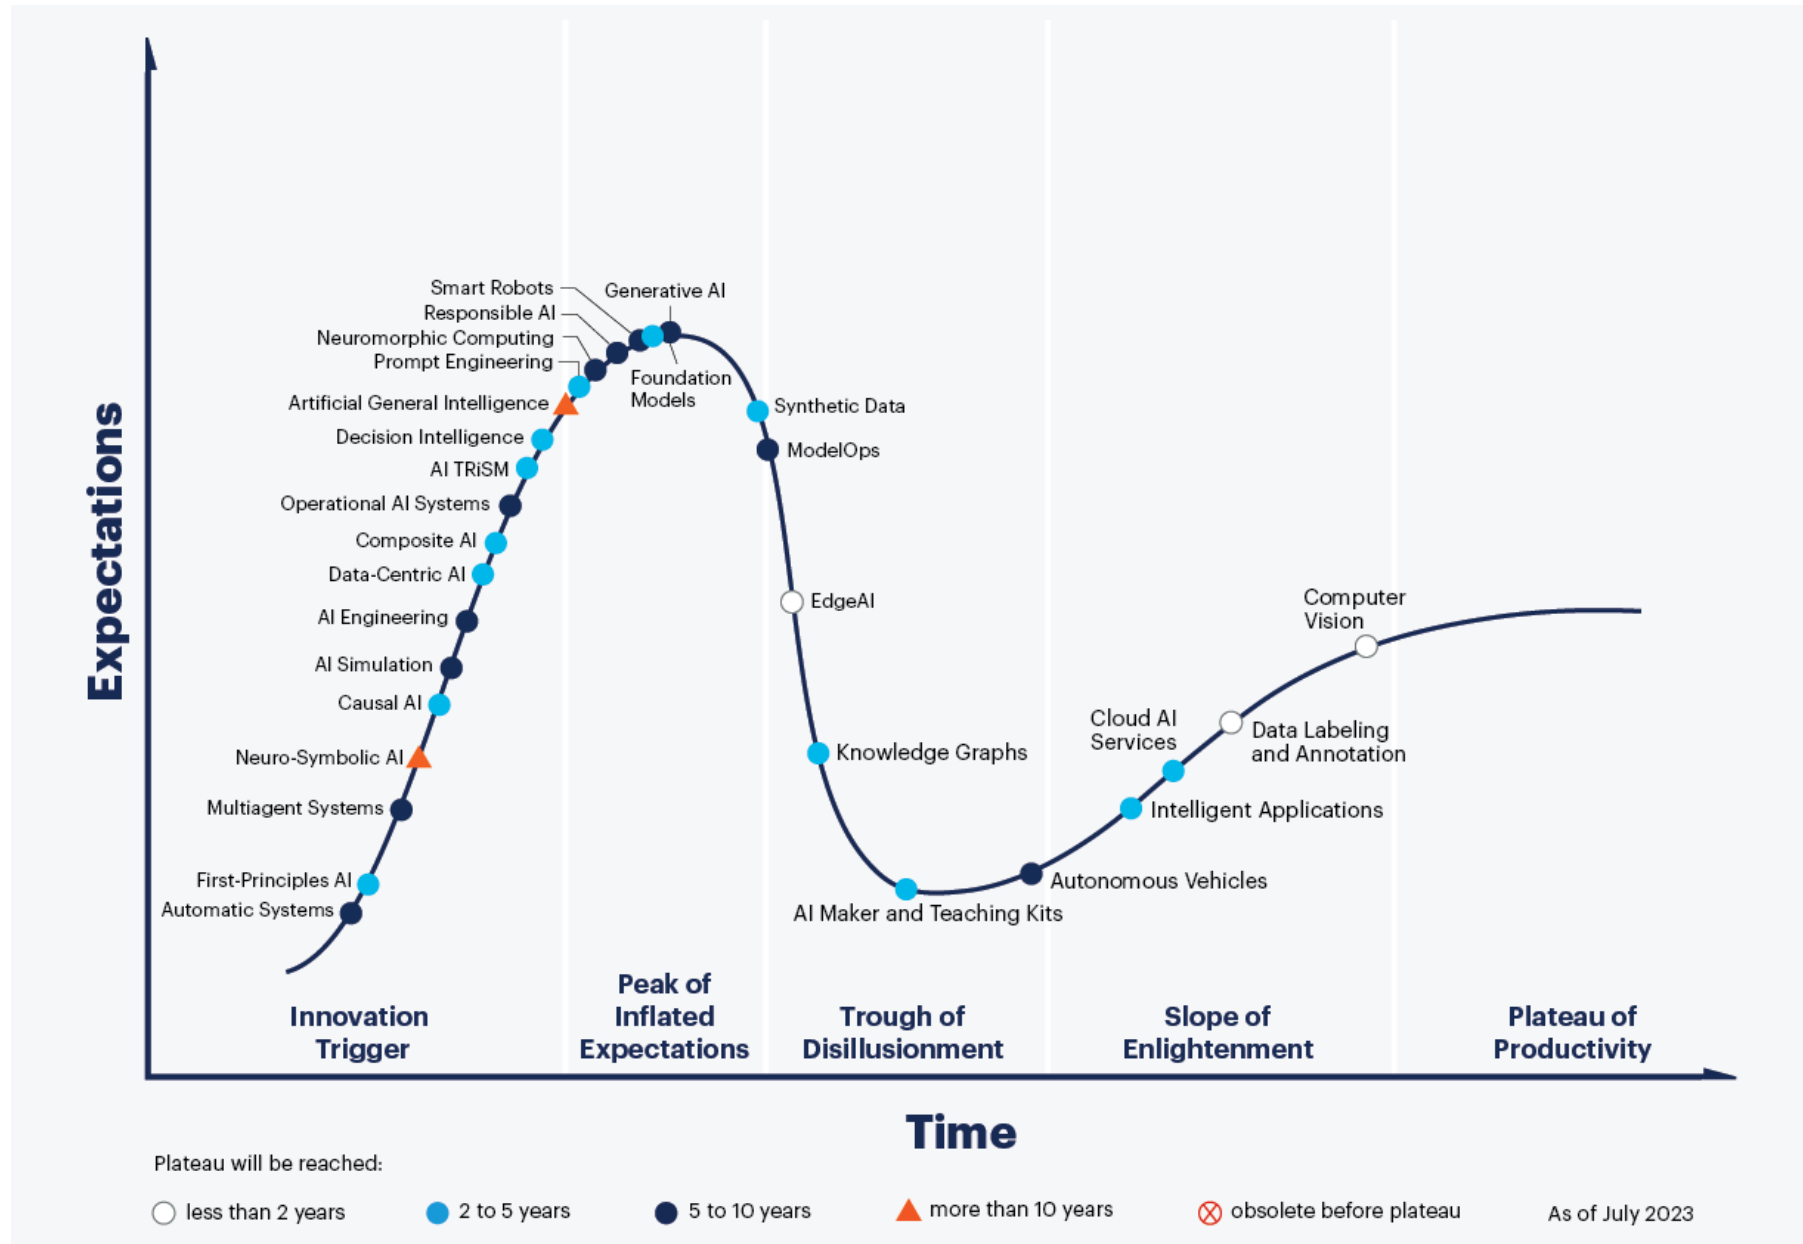 Expectations
Smart Robots
Generative AI
Responsible AI
Neuromorphic Computing
Prompt Engineering
Foundation
Models
Artificial General Intelligence
Synthetic Data
Decision Intelligence
ModelOps
AI TRiSM
Operational AI Systems
Composite AI
Data-Centric AI
EdgeAI
AI Engineering
Computer
Vision
AI Simulation
Causal AI
Cloud AI
Services
Data Labeling
and Annotation
Neuro-Symbolic AI
Knowledge Graphs
Multiagent Systems
Intelligent Applications
First-Principles AI
Autonomous Vehicles
Automatic Systems
AI Maker and Teaching Kits
Innovation
Trigger
Peak of
Inflated
Expectations
Trough of
Disillusionment
Slope of
Enlightenment
Plateau of
Productivity
Time
Plateau will be reached:
less than 2 years
2 to 5 years
5 to 10 years
more than 10 years
obsolete before plateau
As of July 2023